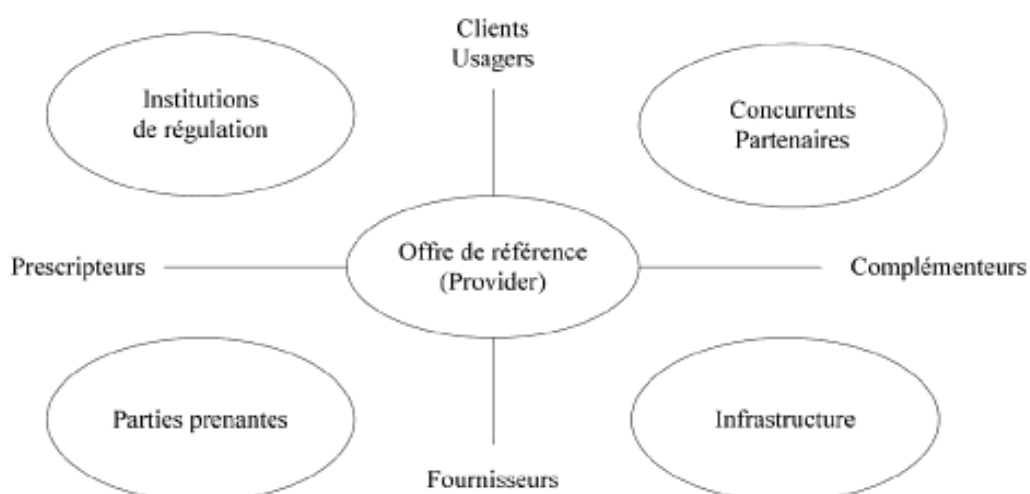 Clients
Usagers
Institutions
de régulation
Concurrents
Partenaires
Offre de référence
(Provider)
Prescripteurs
Complémenteurs
Parties prenantes
Infrastructure
Fournisseurs